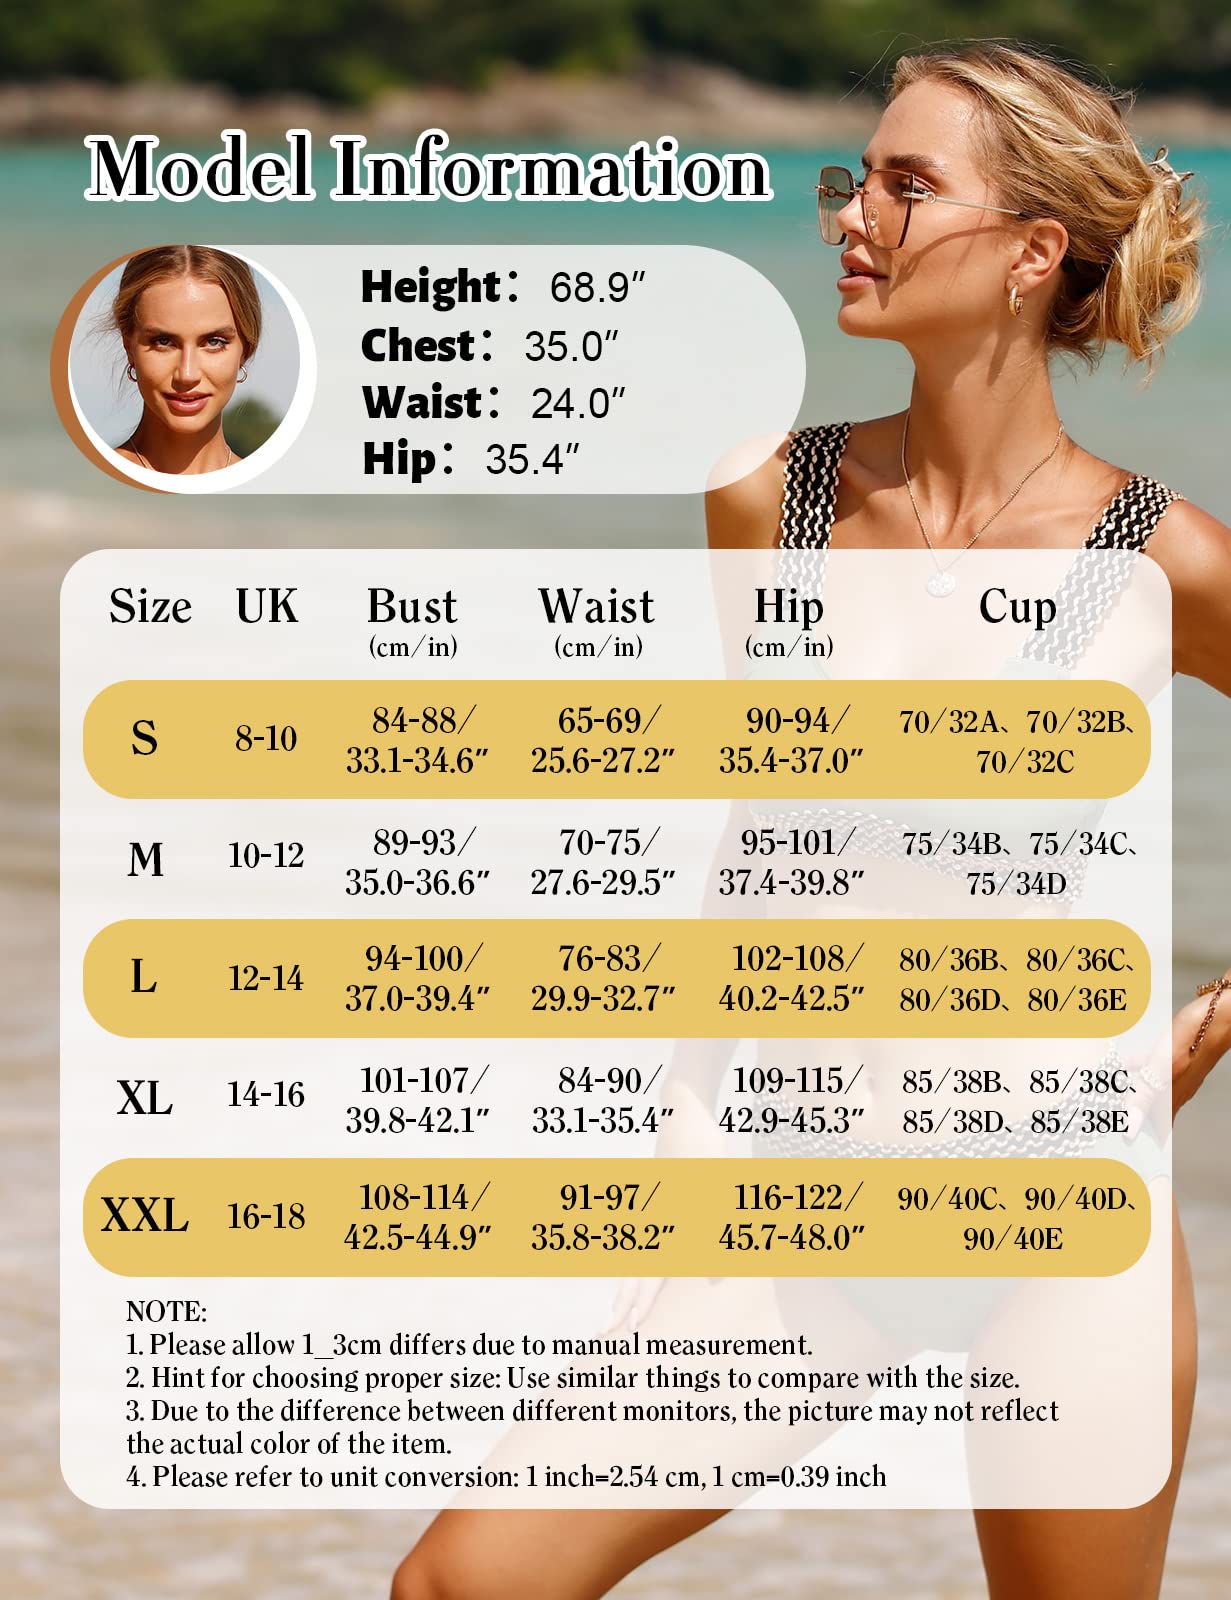 Model Information
Height： 68.9″
Chest： 35.0″
Waist： 24.0″
Hip： 35.4″
Size UK Bust Waist Hip Cup
(cm/in) (cm/in) (cm/in)
S 8-10 84-88/ 65-69/ 90-94/ 70/32A、70/32B、
33.1-34.6″ 25.6-27.2″ 35.4-37.0″ 70/32C
M 10-12 89-93/ 70-75/ 95-101/ 75/34B、75/34C、
35.0-36.6″ 27.6-29.5″ 37.4-39.8″ 75/34D
L 12-14 94-100/ 76-83/ 102-108/ 80/36B、80/36C、
37.0-39.4″ 29.9-32.7″ 40.2-42.5″ 80/36D、80/36E
XL 14-16 101-107/ 84-90/ 109-115/ 85/38B、85/38C、
39.8-42.1″ 33.1-35.4″ 42.9-45.3″ 85/38D、85/38E
XXL 16-18 108-114/ 91-97/ 116-122/ 90/40C、90/40D、
42.5-44.9″ 35.8-38.2″ 45.7-48.0″ 90/40E
NOTE:
1. Please allow 1_3cm differs due to manual measurement.
2. Hint for choosing proper size: Use similar things to compare with the size.
3. Due to the difference between different monitors, the picture may not reflect
the actual color of the item.
4. Please refer to unit conversion: 1 inch=2.54 cm, 1 cm=0.39 inch